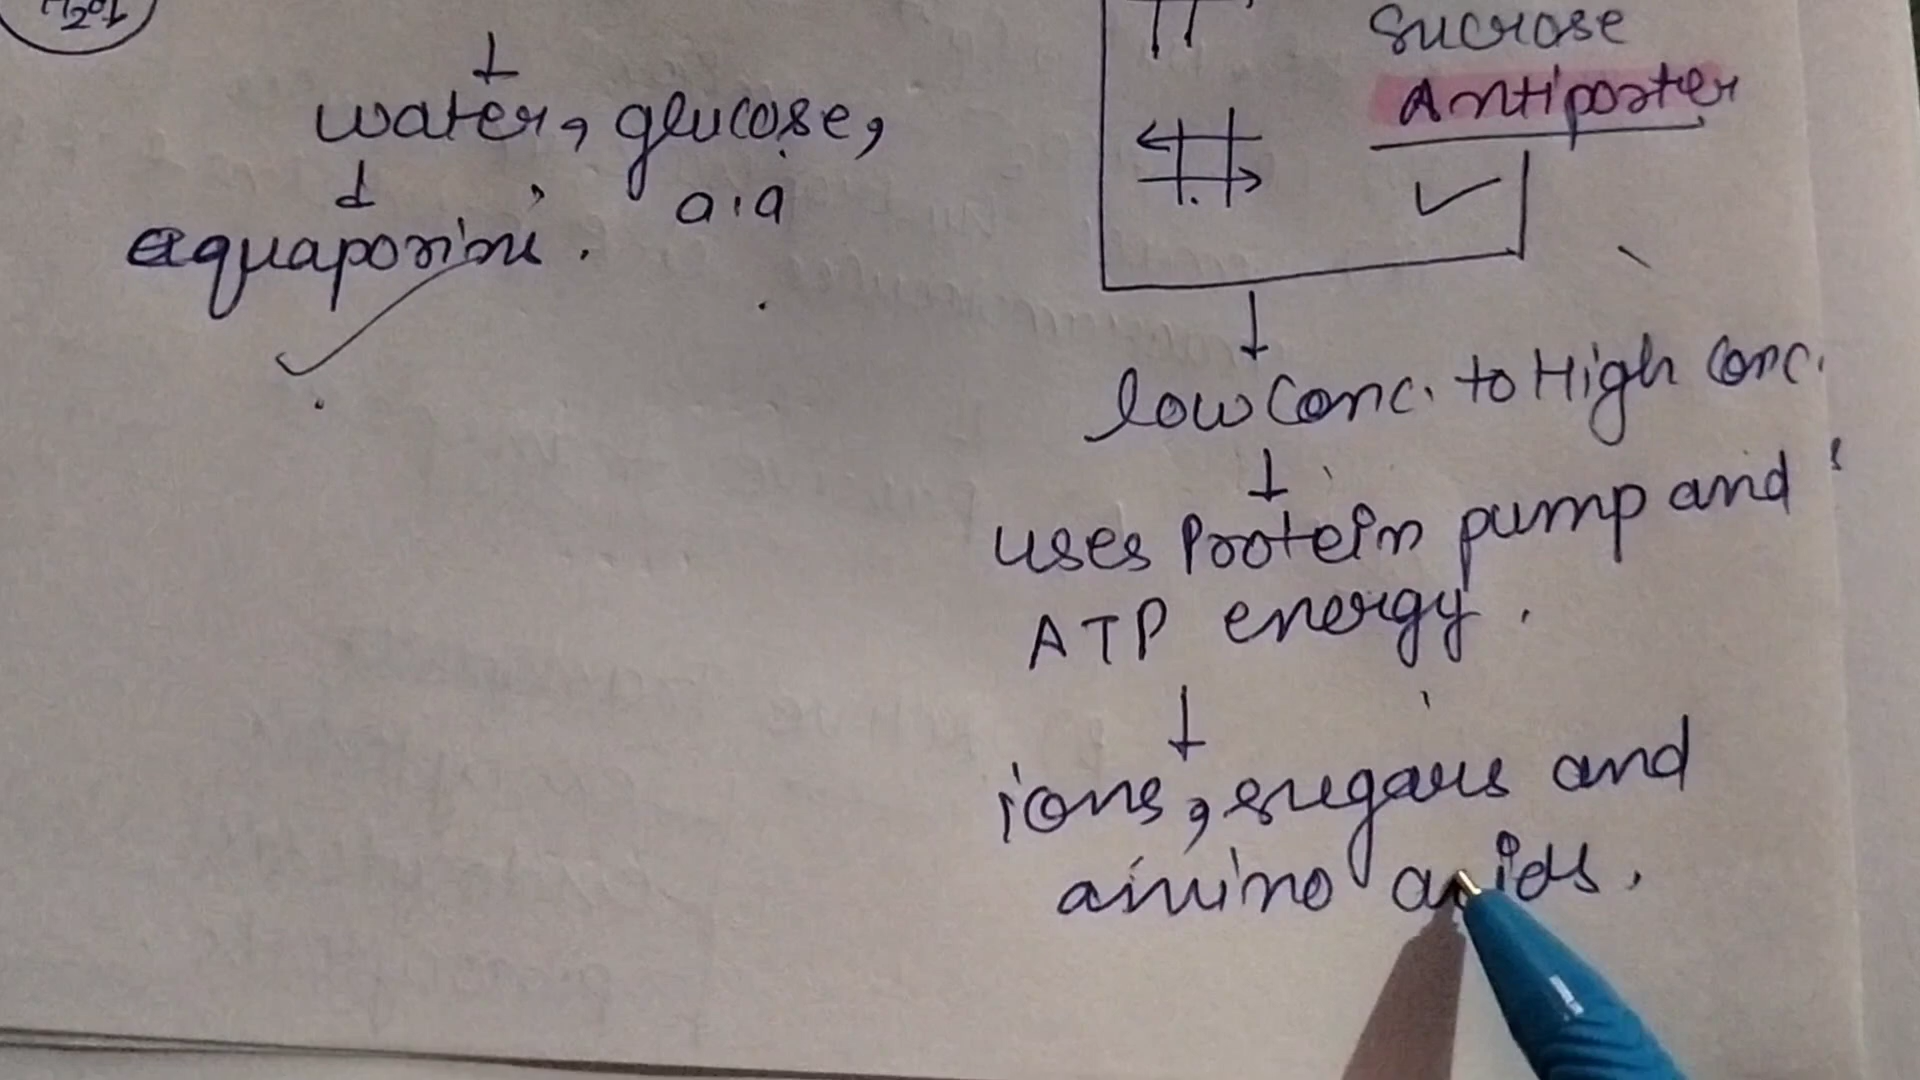 water, glucose,
a.a
aquaporins.
sucrose
Antiporter
low conc. to High conc.
uses Protein pump and
ATP energy.
ions, sugars and
amino acids.